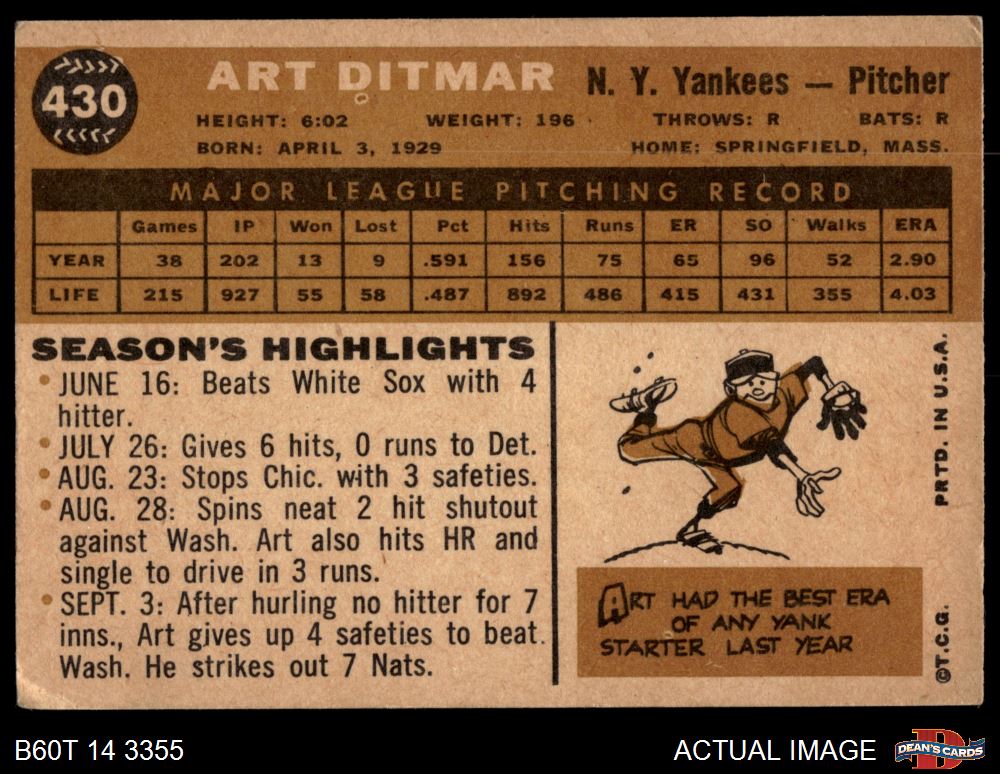 430
ART DITMAR N. Y. Yankees — Pitcher
HEIGHT: 6:02 WEIGHT: 196 THROWS: R BATS: R
BORN: APRIL 3, 1929 HOME: SPRINGFIELD, MASS.
MAJOR LEAGUE PITCHING RECORD
Games IP Won Lost Pct Hits Runs ER SO Walks ERA
YEAR 38 202 13 9 .591 156 75 65 96 52 2.90
LIFE 215 927 55 58 .487 892 486 415 431 355 4.03
SEASON'S HIGHLIGHTS
• JUNE 16: Beats White Sox with 4
hitter.
• JULY 26: Gives 6 hits, 0 runs to Det.
• AUG. 23: Stops Chic. with 3 safeties.
• AUG. 28: Spins neat 2 hit shutout
against Wash. Art also hits HR and
single to drive in 3 runs.
• SEPT. 3: After hurling no hitter for 7
inns., Art gives up 4 safeties to beat
Wash. He strikes out 7 Nats.
ART HAD THE BEST ERA
OF ANY YANK
STARTER LAST YEAR
©T.C.G. PRTD. IN U.S.A.
B60T 14 3355 ACTUAL IMAGE DEAN'S CARDS